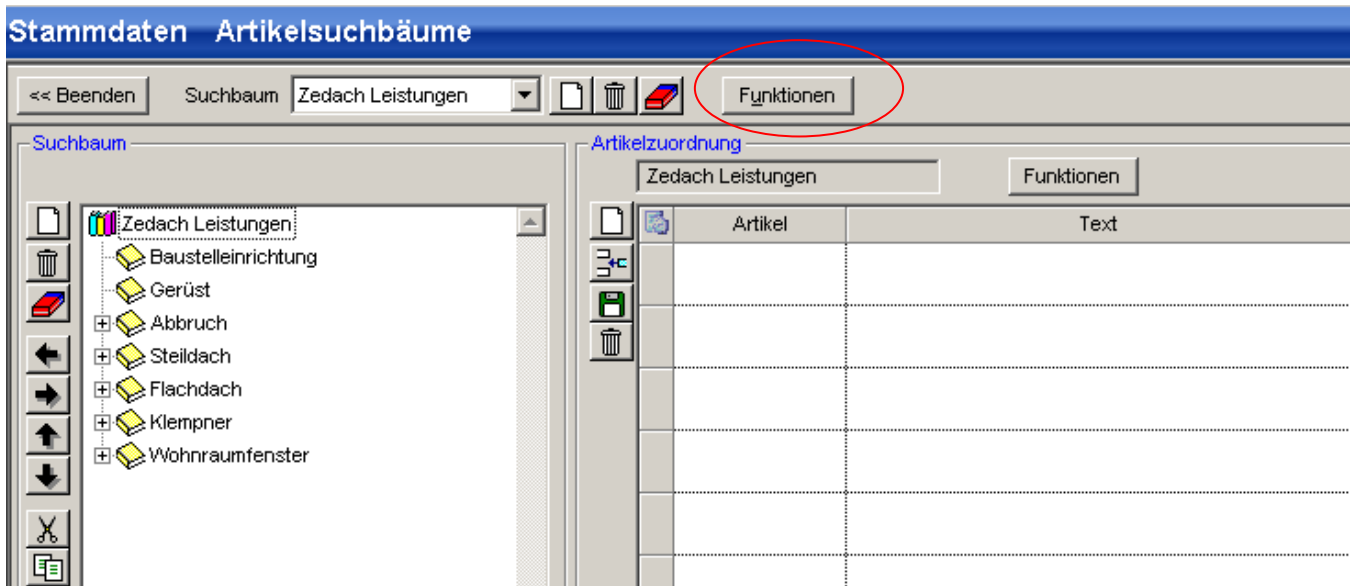 Stammdaten Artikelsuchbäume
<< Beenden Suchbaum Zedach Leistungen Funktionen
Suchbaum
Artikelzuordnung
Zedach Leistungen Funktionen
Zedach Leistungen
Baustelleinrichtung
Gerüst
Abbruch
Steildach
Flachdach
Klempner
Wohnraumfenster
Artikel Text